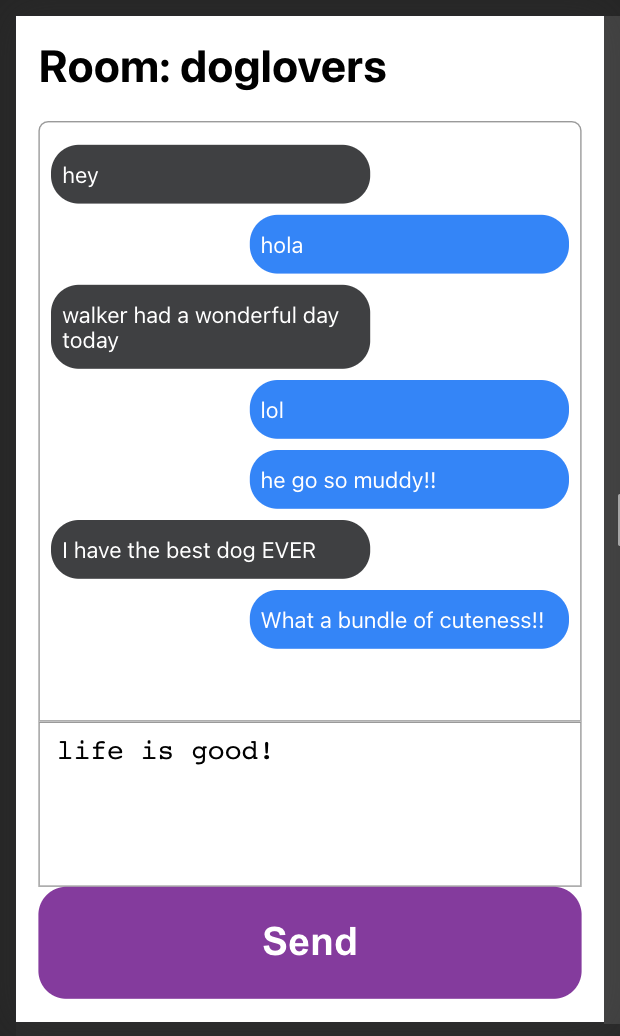 Room: doglovers
hey
hola
walker had a wonderful day
today
lol
he go so muddy!!
I have the best dog EVER
What a bundle of cuteness!!
life is good!
Send